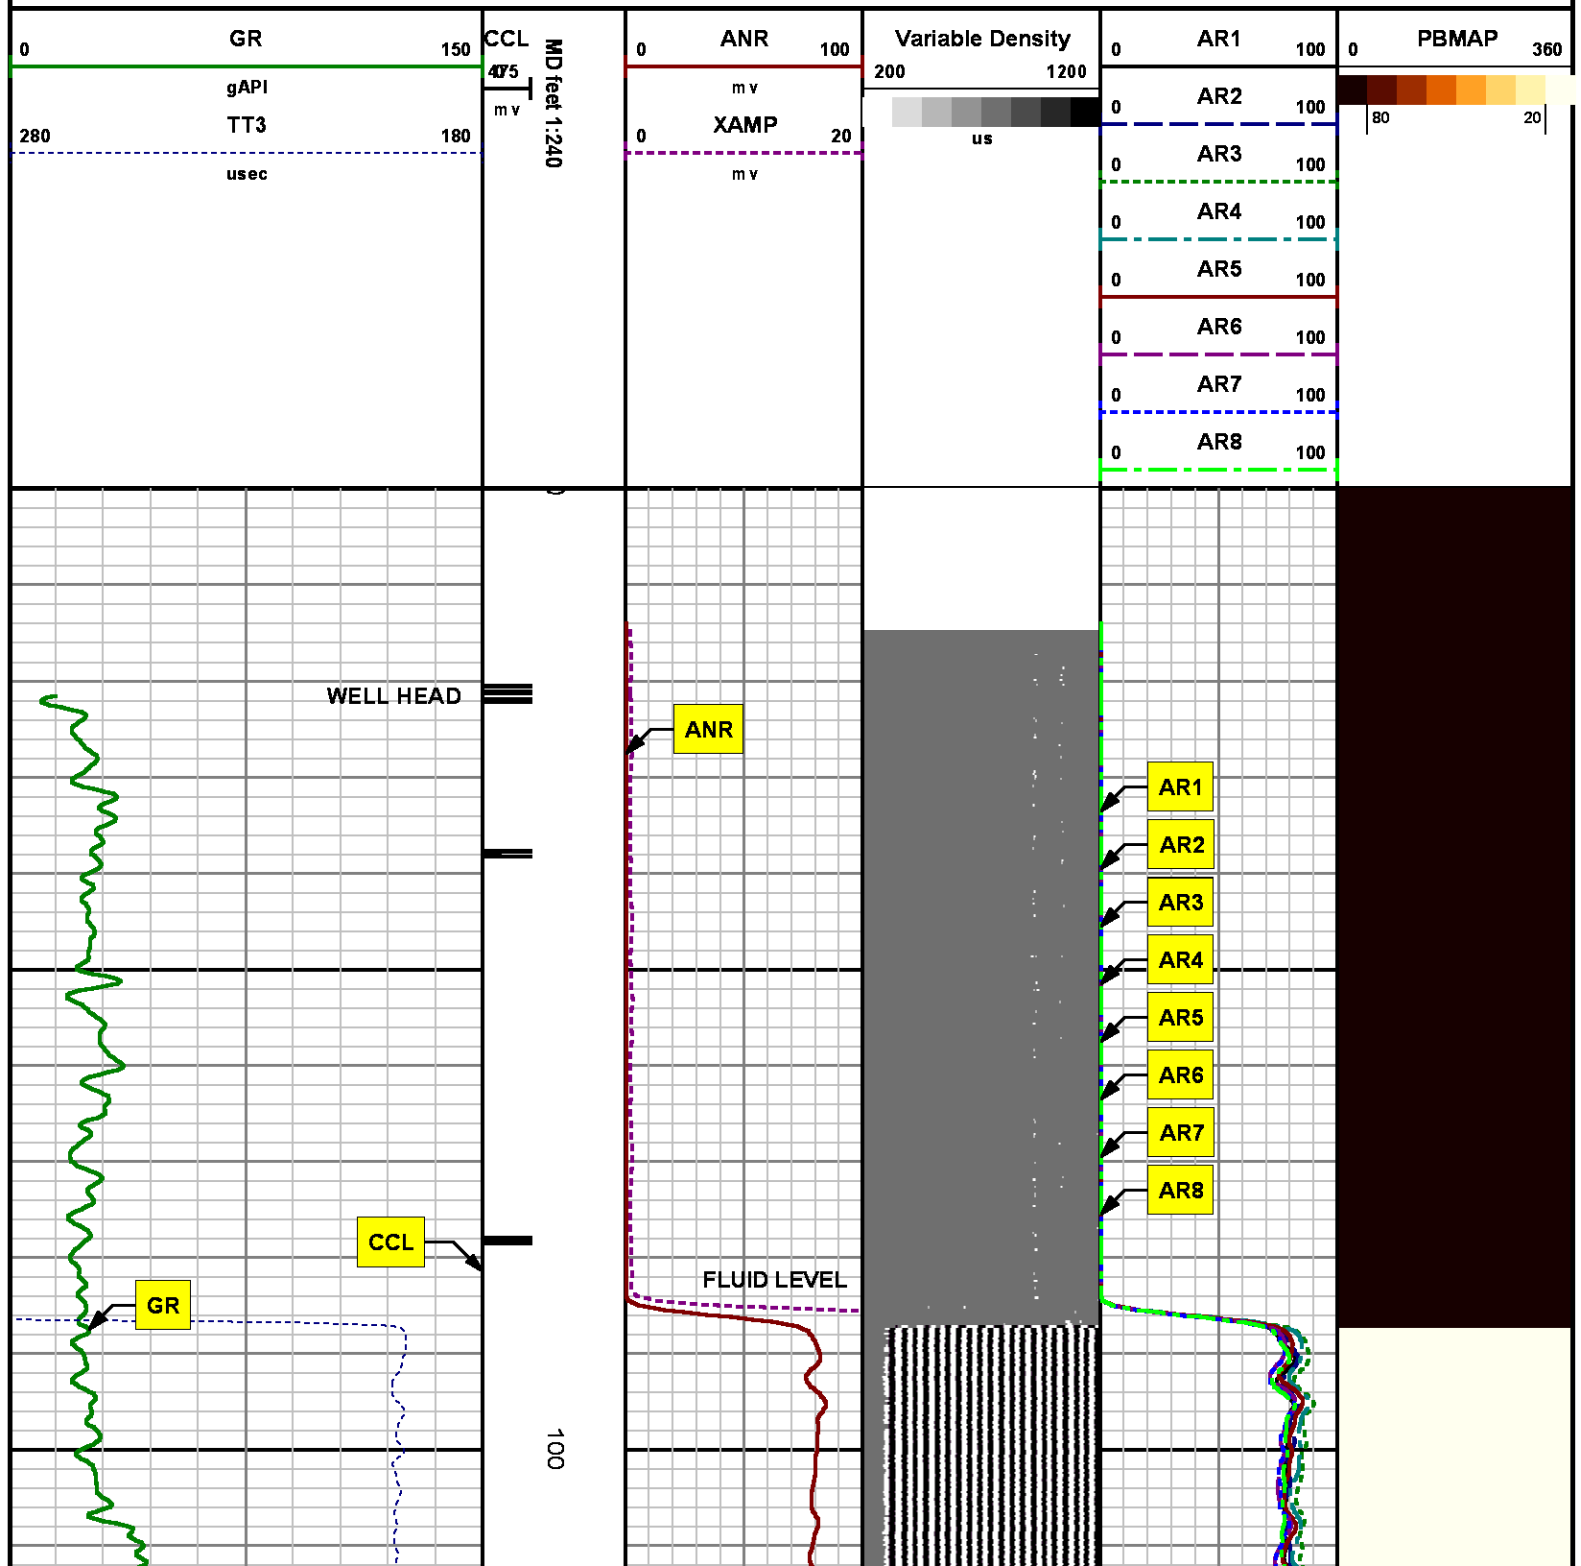 GR
0 150
gAPI
TT3
280 180
usec
CCL
475
mv
MD feet 1:240
ANR
0 100
mv
XAMP
0 20
mv
Variable Density
200 1200
us
AR1
0 100
AR2
0 100
AR3
0 100
AR4
0 100
AR5
0 100
AR6
0 100
AR7
0 100
AR8
0 100
PBMAP
0 360
80 20
WELL HEAD
ANR
AR1
AR2
AR3
AR4
AR5
AR6
AR7
AR8
CCL
FLUID LEVEL
GR
100